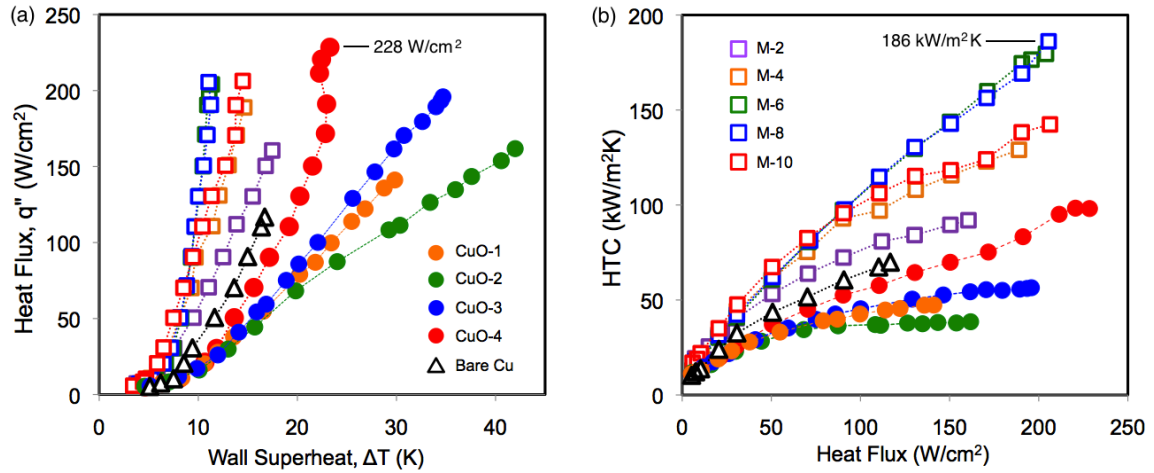 (a)
Heat Flux, q" (W/cm²)
250
200
150
100
50
0
228 W/cm²
CuO-1
CuO-2
CuO-3
CuO-4
Bare Cu
0 10 20 30 40
Wall Superheat, ΔT (K)
(b)
HTC (kW/m²K)
200
150
100
50
0
186 kW/m²K
M-2
M-4
M-6
M-8
M-10
0 50 100 150 200 250
Heat Flux (W/cm²)